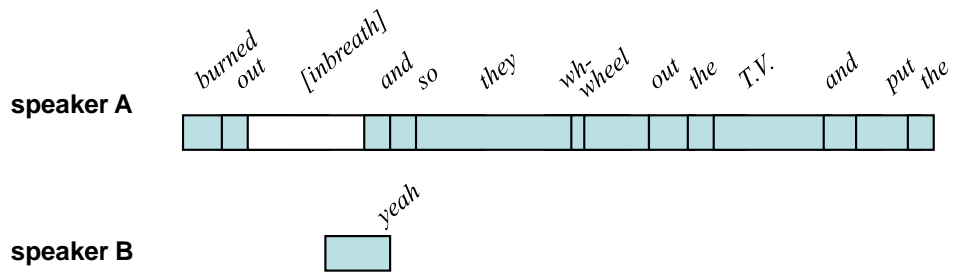 speaker A burned out [inbreath] and so they wh- wheel out the T.V. and put the
speaker B yeah